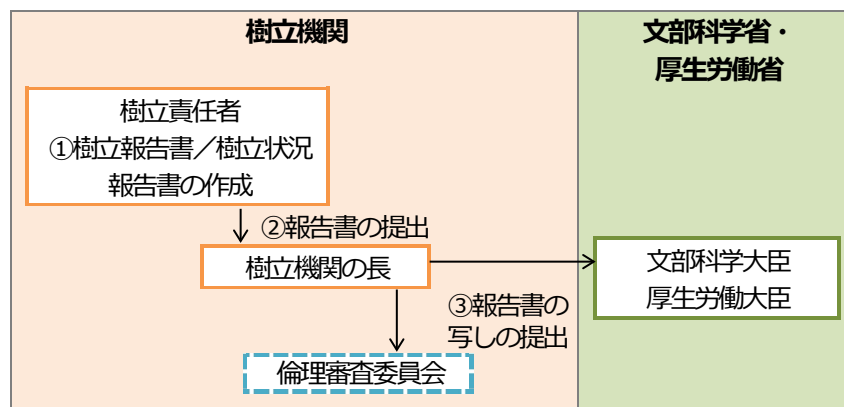 樹立機関
文部科学省・
厚生労働省
樹立責任者
①樹立報告書／樹立状況
報告書の作成
②報告書の提出
樹立機関の長
文部科学大臣
厚生労働大臣
③報告書の
写しの提出
倫理審査委員会